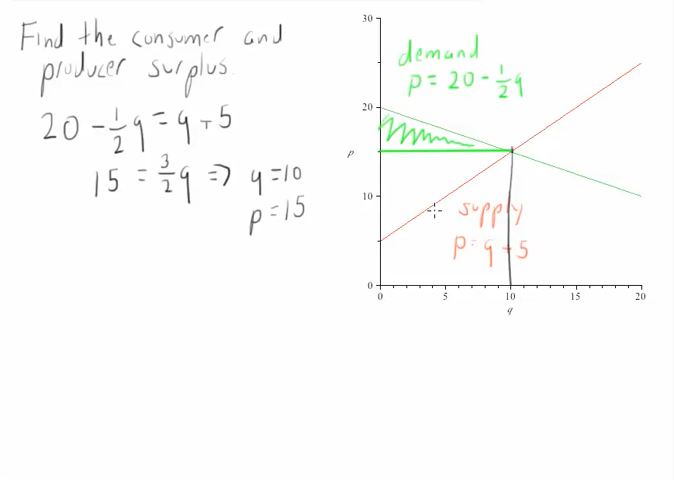 Find the consumer and
producer surplus.
20 - 1/2 q = q + 5
15 = 3/2 q => q = 10
p = 15
demand
p = 20 - 1/2 q
supply
p = q + 5
30
20
p
10
0
0 5 10 15 20
q